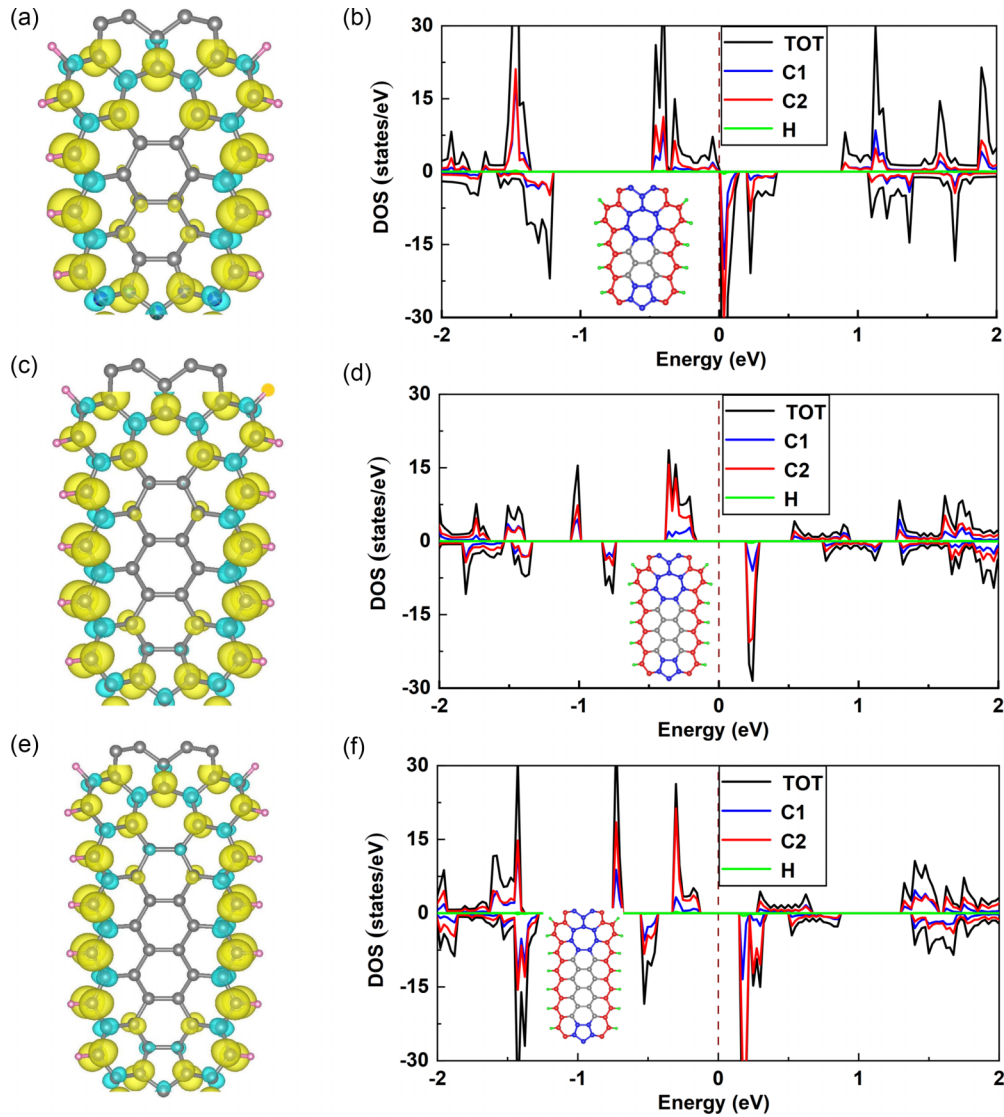 (a)
(b)
30
15
0
-15
-30
DOS (states/eV)
TOT
C1
C2
H
-2
-1
0
1
2
Energy (eV)
(c)
(d)
30
15
0
-15
-30
DOS (states/eV)
TOT
C1
C2
H
-2
-1
0
1
2
Energy (eV)
(e)
(f)
30
15
0
-15
-30
DOS (states/eV)
TOT
C1
C2
H
-2
-1
0
1
2
Energy (eV)